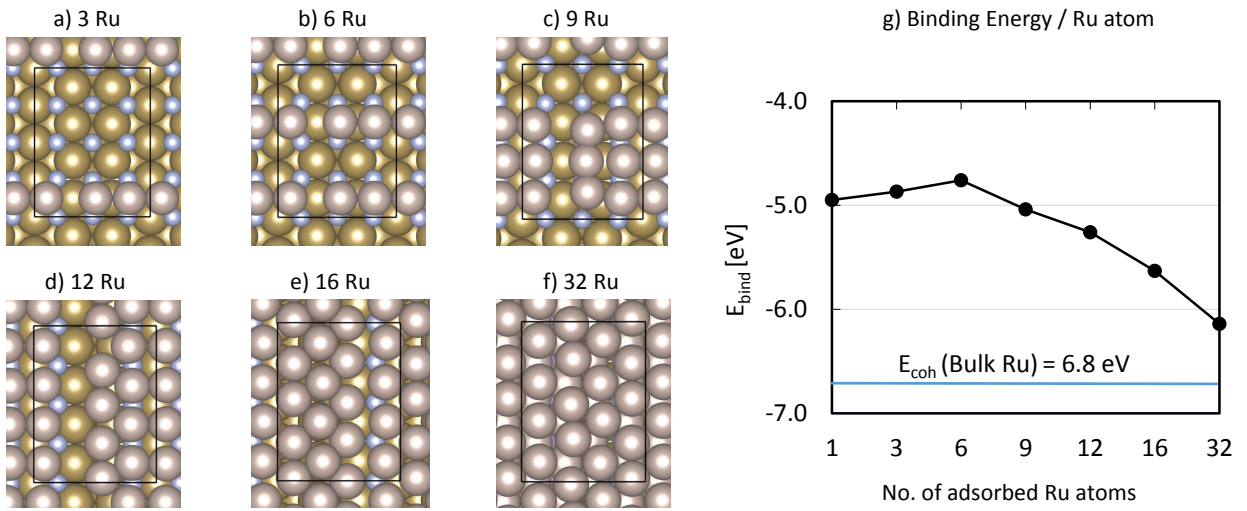 a) 3 Ru
b) 6 Ru
c) 9 Ru
d) 12 Ru
e) 16 Ru
f) 32 Ru
g) Binding Energy / Ru atom
E_bind [eV]
-4.0
-5.0
-6.0
-7.0
E_coh (Bulk Ru) = 6.8 eV
1 3 6 9 12 16 32
No. of adsorbed Ru atoms